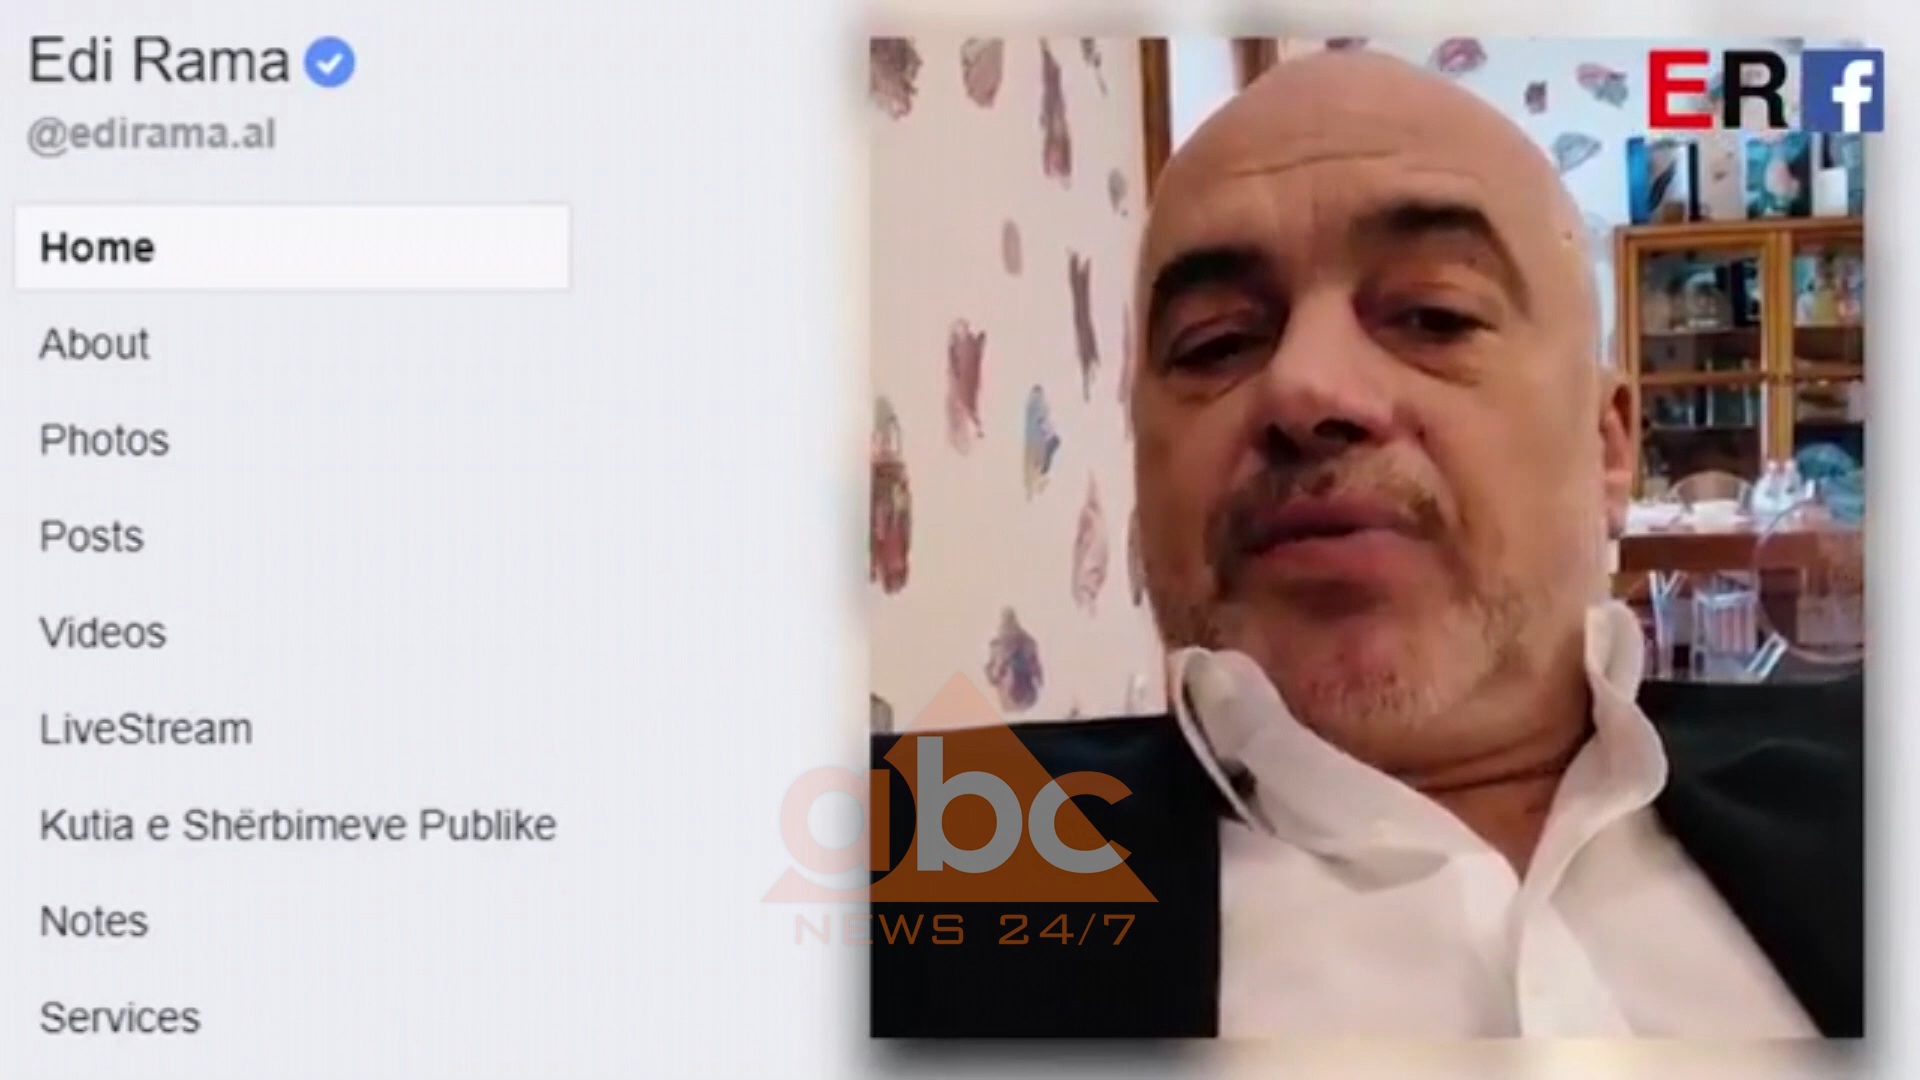 Edi Rama
@edirama.al
Home
About
Photos
Posts
Videos
LiveStream
Kutia e Shërbimeve Publike
Notes
Services
ER f
abc
NEWS 24/7